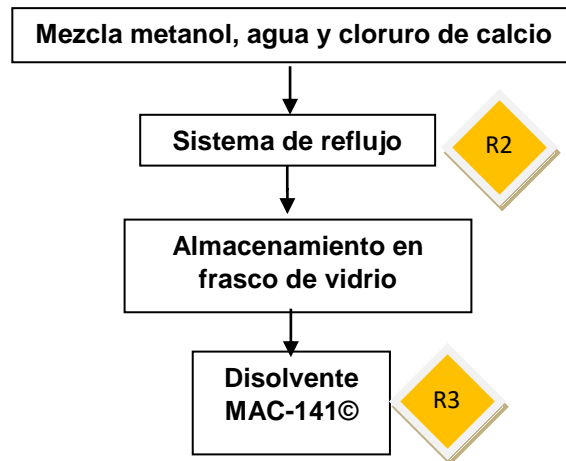 Mezcla metanol, agua y cloruro de calcio
Sistema de reflujo
R2
Almacenamiento en
frasco de vidrio
Disolvente
MAC-141©
R3